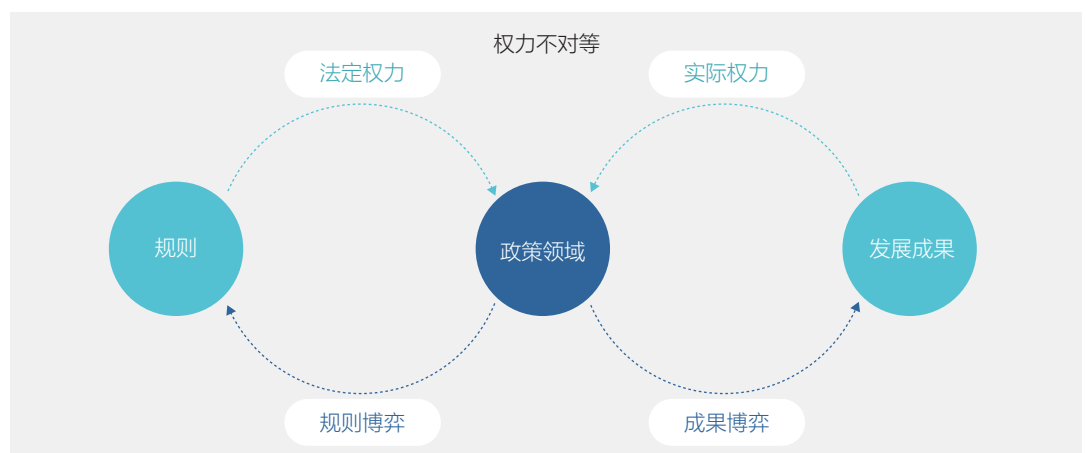 权力不对等
法定权力
实际权力
规则
政策领域
发展成果
规则博弈
成果博弈